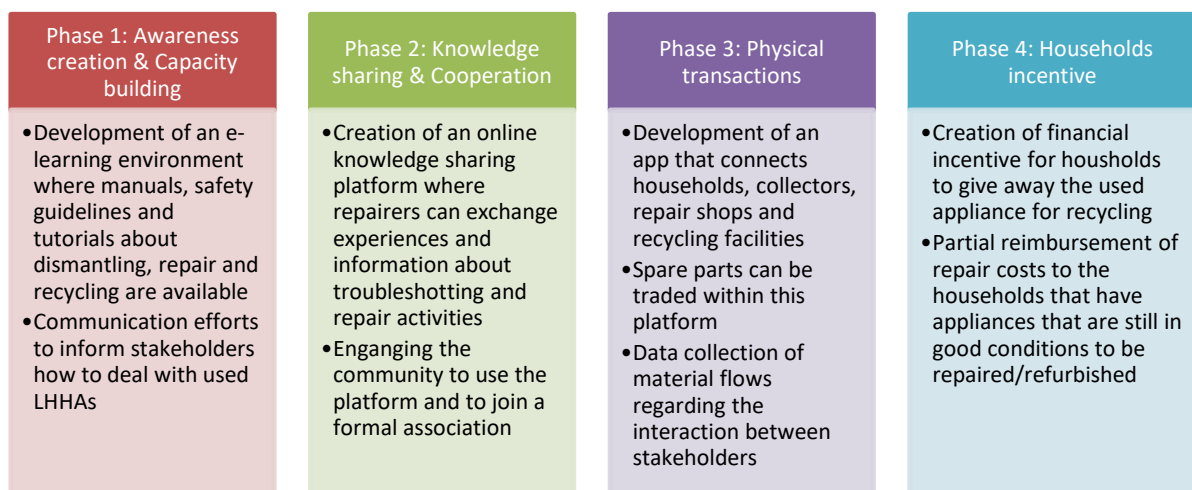 Phase 1: Awareness
creation & Capacity
building
•Development of an e-
learning environment
where manuals, safety
guidelines and
tutorials about
dismantling, repair and
recycling are available
•Communication efforts
to inform stakeholders
how to deal with used
LHHAs
Phase 2: Knowledge
sharing & Cooperation
•Creation of an online
knowledge sharing
platform where
repairers can exchange
experiences and
information about
troubleshotting and
repair activities
•Enganging the
community to use the
platform and to join a
formal association
Phase 3: Physical
transactions
•Development of an
app that connects
households, collectors,
repair shops and
recycling facilities
•Spare parts can be
traded within this
platform
•Data collection of
material flows
regarding the
interaction between
stakeholders
Phase 4: Households
incentive
•Creation of financial
incentive for housholds
to give away the used
appliance for recycling
•Partial reimbursement of
repair costs to the
households that have
appliances that are still in
good conditions to be
repaired/refurbished